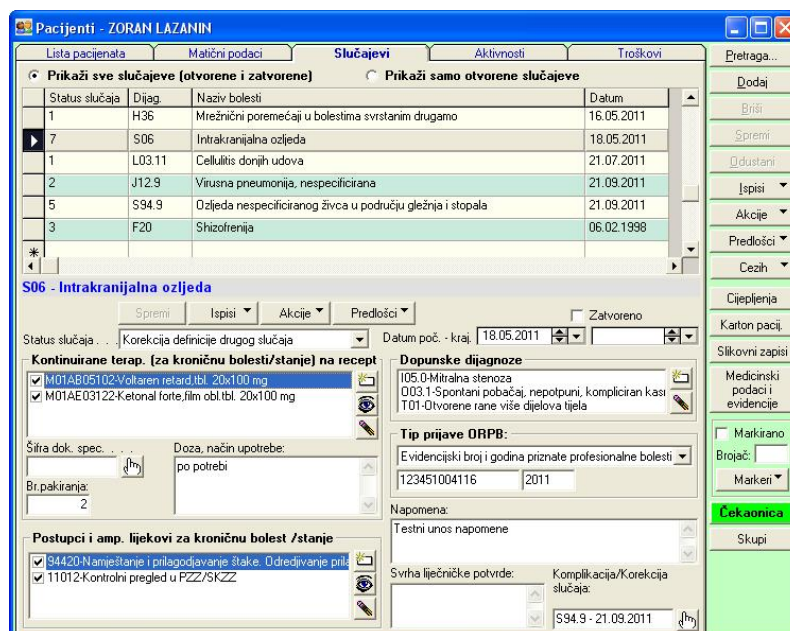 Pacijenti - ZORAN LAZANIN
Lista pacijenata Matični podaci Slučajevi Aktivnosti Troškovi
Prikaži sve slučajeve (otvorene i zatvorene) Prikaži samo otvorene slučajeve
Status slučaja Dijag. Naziv bolesti Datum
1 H36 Mrežnični poremećaji u bolestima svrstanim drugamo 16.05.2011
7 S06 Intrakranijalna ozljeda 18.05.2011
1 L03.11 Cellulitis donjih udova 21.07.2011
2 J12.9 Virusna pneumonija, nespecificirana 21.09.2011
5 S94.9 Ozljeda nespecificiranog živca u području gležnja i stopala 21.09.2011
3 F20 Shizofrenija 06.02.1998
S06 - Intrakranijalna ozljeda
Spremi Ispisi Akcije Predlošci Zatvoreno
Status slučaja . . . Korekcija definicije drugog slučaja Datum poč. - kraj. 18.05.2011
Kontinuirane terap. (za kroničnu bolesti/stanje) na recept
M01AB05102-Voltaren retard,tbl. 20x100 mg
M01AE03122-Ketonal forte,film obl.tbl. 20x100mg
Šifra dok. spec. . . . . Doza, način upotrebe:
po potrebi
Br.pakiranja:
2
Postupci i amp. lijekovi za kroničnu bolest /stanje
94420-Namještanje i prilagodjavanje štake. Odredjivanje prila
11012-Kontrolni pregled u PZZ/SKZZ
Dopunske dijagnoze
I05.0-Mitralna stenoza
O03.1-Spontani pobačaj, nepotpuni, kompliciran kasn
T01-Otvorene rane više dijelova tijela
Tip prijave ORPB:
Evidencijski broj i godina priznate profesionalne bolesti
123451004116 2011
Napomena:
Testni unos napomene
Svrha liječničke potvrde: Komplikacija/Korekcija
slučaja:
S94.9 - 21.09.2011
Pretraga...
Dodaj
Briši
Spremi
Odustani
Ispisi
Akcije
Predlošci
Cezih
Cijepljenja
Karton pacij.
Slikovni zapisi
Medicinski
podaci i
evidencije
Markirano
Brojač:
Markeri
Čekaonica
Skupi